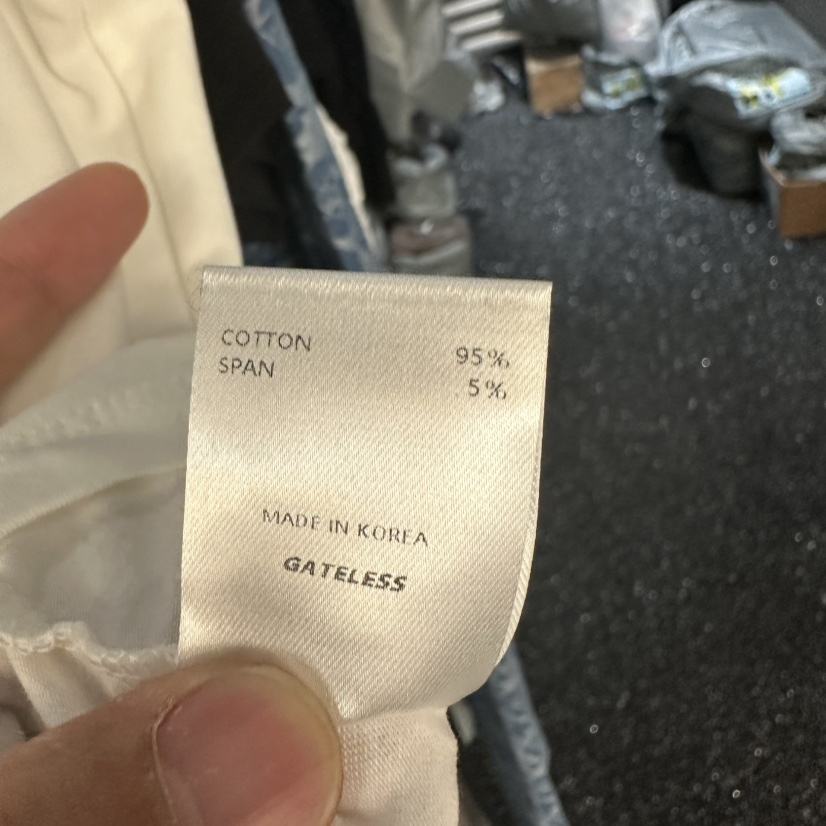 COTTON 95%
SPAN 5%
MADE IN KOREA
GATELESS